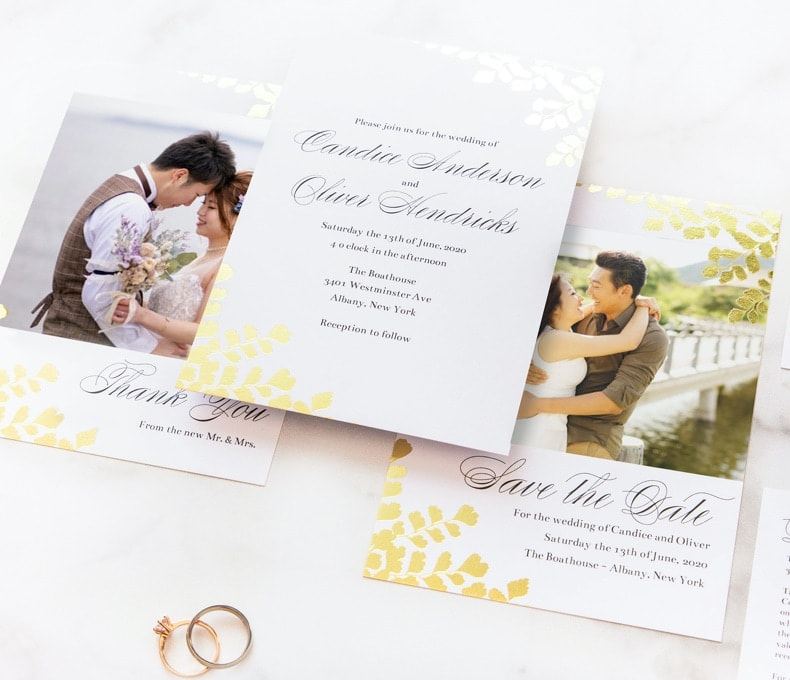 Please join us for the wedding of
Candice Anderson
and
Oliver Hendricks
Saturday the 13th of June, 2020
4 o clock in the afternoon
The Boathouse
3401 Westminster Ave
Albany, New York
Reception to follow
Thank You
From the new Mr. & Mrs.
Save the Date
For the wedding of Candice and Oliver
Saturday the 13th of June, 2020
The Boathouse – Albany, New York